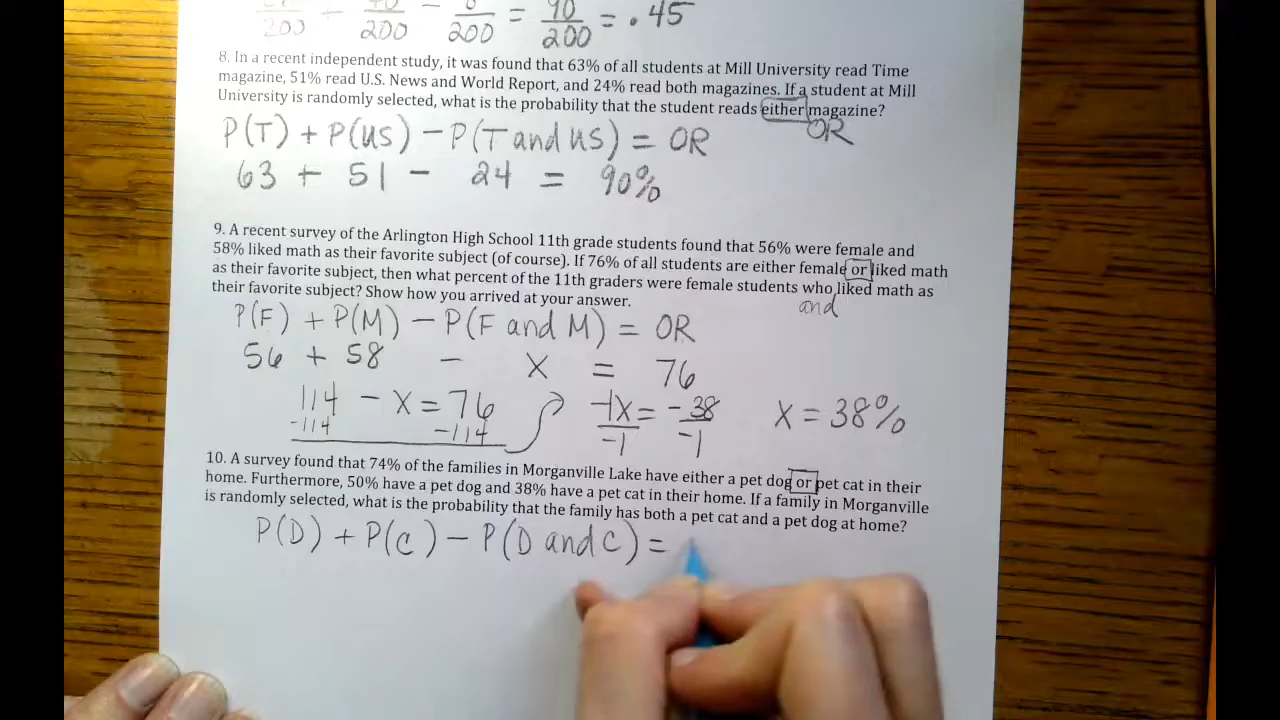 200 - 200 - 200 = 90/200 = .45
8. In a recent independent study, it was found that 63% of all students at Mill University read Time
magazine, 51% read U.S. News and World Report, and 24% read both magazines. If a student at Mill
University is randomly selected, what is the probability that the student reads either magazine?
OR
P(T) + P(US) - P(T and US) = OR
63 + 51 - 24 = 90%
9. A recent survey of the Arlington High School 11th grade students found that 56% were female and
58% liked math as their favorite subject (of course). If 76% of all students are either female or liked math
as their favorite subject, then what percent of the 11th graders were female students who liked math as
their favorite subject? Show how you arrived at your answer.
and
P(F) + P(M) - P(F and M) = OR
56 + 58 - X = 76
114 - X = 76 -1X = -38 X = 38%
-114 -114 -1 -1
10. A survey found that 74% of the families in Morganville Lake have either a pet dog or pet cat in their
home. Furthermore, 50% have a pet dog and 38% have a pet cat in their home. If a family in Morganville
is randomly selected, what is the probability that the family has both a pet cat and a pet dog at home?
P(D) + P(C) - P(D and C) =